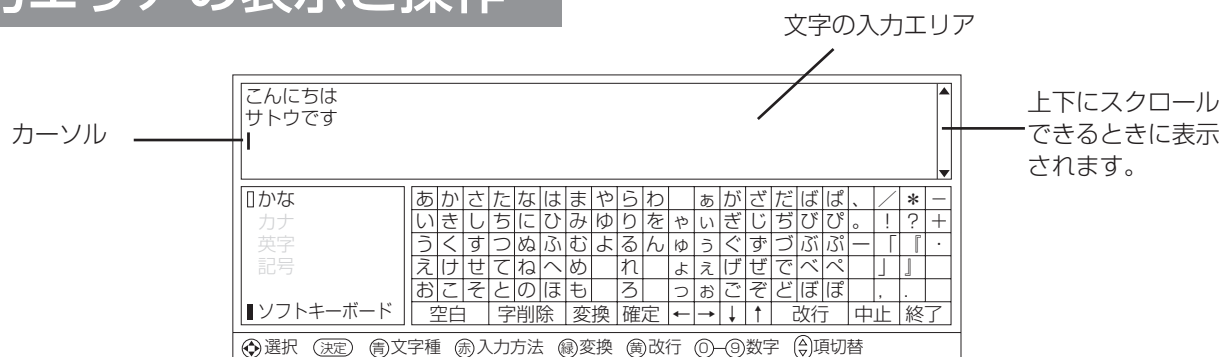 力エリアの表示と操作
文字の入力エリア
カーソル
こんにちは
サトウです
上下にスクロール
できるときに表示
されます。
かな
カナ
英字
記号
ソフトキーボード
あ か さ た な は ま や ら わ ぁ が ざ だ ば ぱ 、 / * −
い き し ち に ひ み ゆ り を ゃ ぃ ぎ じ ぢ び ぴ 。 ! ? +
う く す つ ぬ ふ む よ る ん ゅ ぅ ぐ ず づ ぶ ぷ ー 「 『 ・
え け せ て ね へ め れ ょ ぇ げ ぜ で べ ぺ 」 』
お こ そ と の ほ も ろ っ ぉ ご ぞ ど ぼ ぽ , .
空白 字削除 変換 確定 ← → ↓ ↑ 改行 中止 終了
選択 決定 青文字種 赤入力方法 緑変換 黄改行 ⓪–⑨数字 項切替